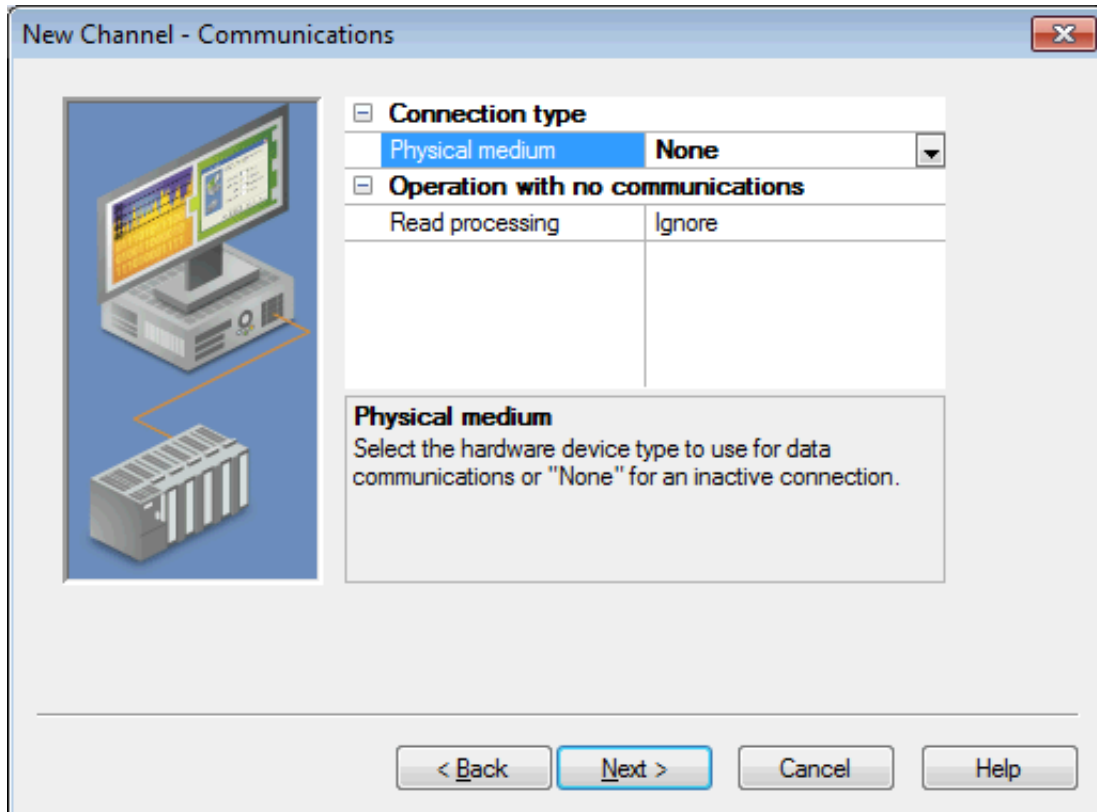 New Channel - Communications
Connection type
Physical medium None
Operation with no communications
Read processing Ignore
Physical medium
Select the hardware device type to use for data
communications or "None" for an inactive connection.
< Back Next > Cancel Help